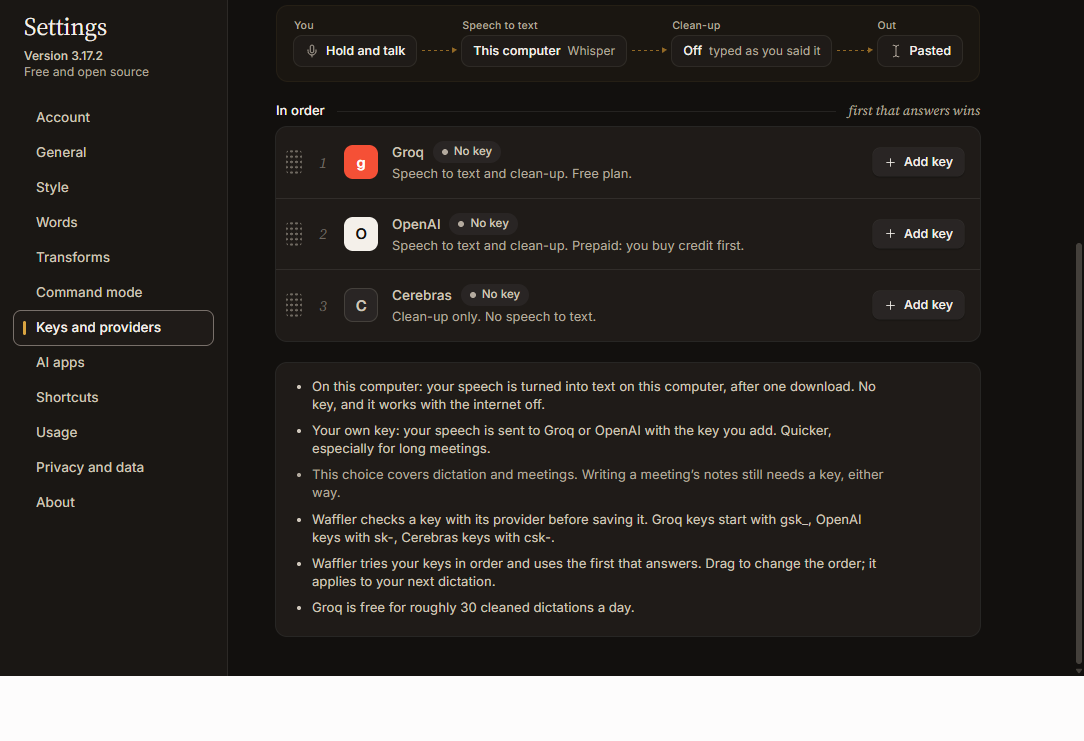 Settings
Version 3.17.2
Free and open source
Account
General
Style
Words
Transforms
Command mode
Keys and providers
AI apps
Shortcuts
Usage
Privacy and data
About
You
Hold and talk
Speech to text
This computer Whisper
Clean-up
Off typed as you said it
Out
Pasted
In order
first that answers wins
1
g
Groq
No key
Speech to text and clean-up. Free plan.
+ Add key
2
O
OpenAI
No key
Speech to text and clean-up. Prepaid: you buy credit first.
+ Add key
3
C
Cerebras
No key
Clean-up only. No speech to text.
+ Add key
• On this computer: your speech is turned into text on this computer, after one download. No
key, and it works with the internet off.
• Your own key: your speech is sent to Groq or OpenAI with the key you add. Quicker,
especially for long meetings.
• This choice covers dictation and meetings. Writing a meeting’s notes still needs a key, either
way.
• Waffler checks a key with its provider before saving it. Groq keys start with gsk_, OpenAI
keys with sk-, Cerebras keys with csk-.
• Waffler tries your keys in order and uses the first that answers. Drag to change the order; it
applies to your next dictation.
• Groq is free for roughly 30 cleaned dictations a day.